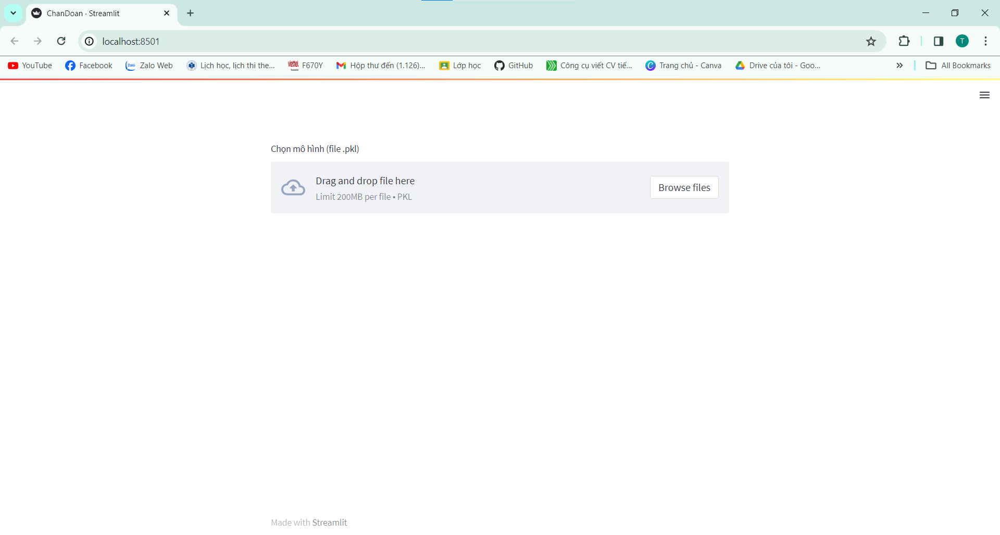 ChanDoan · Streamlit
localhost:8501
T
YouTube
Facebook
Zalo Zalo Web
Lịch học, lịch thi the...
viettel F670Y
Hộp thư đến (1.126)...
Lớp học
GitHub
Công cụ viết CV tiế...
Trang chủ - Canva
Drive của tôi - Goo...
All Bookmarks
Chọn mô hình (file .pkl)
Drag and drop file here
Limit 200MB per file • PKL
Browse files
Made with Streamlit